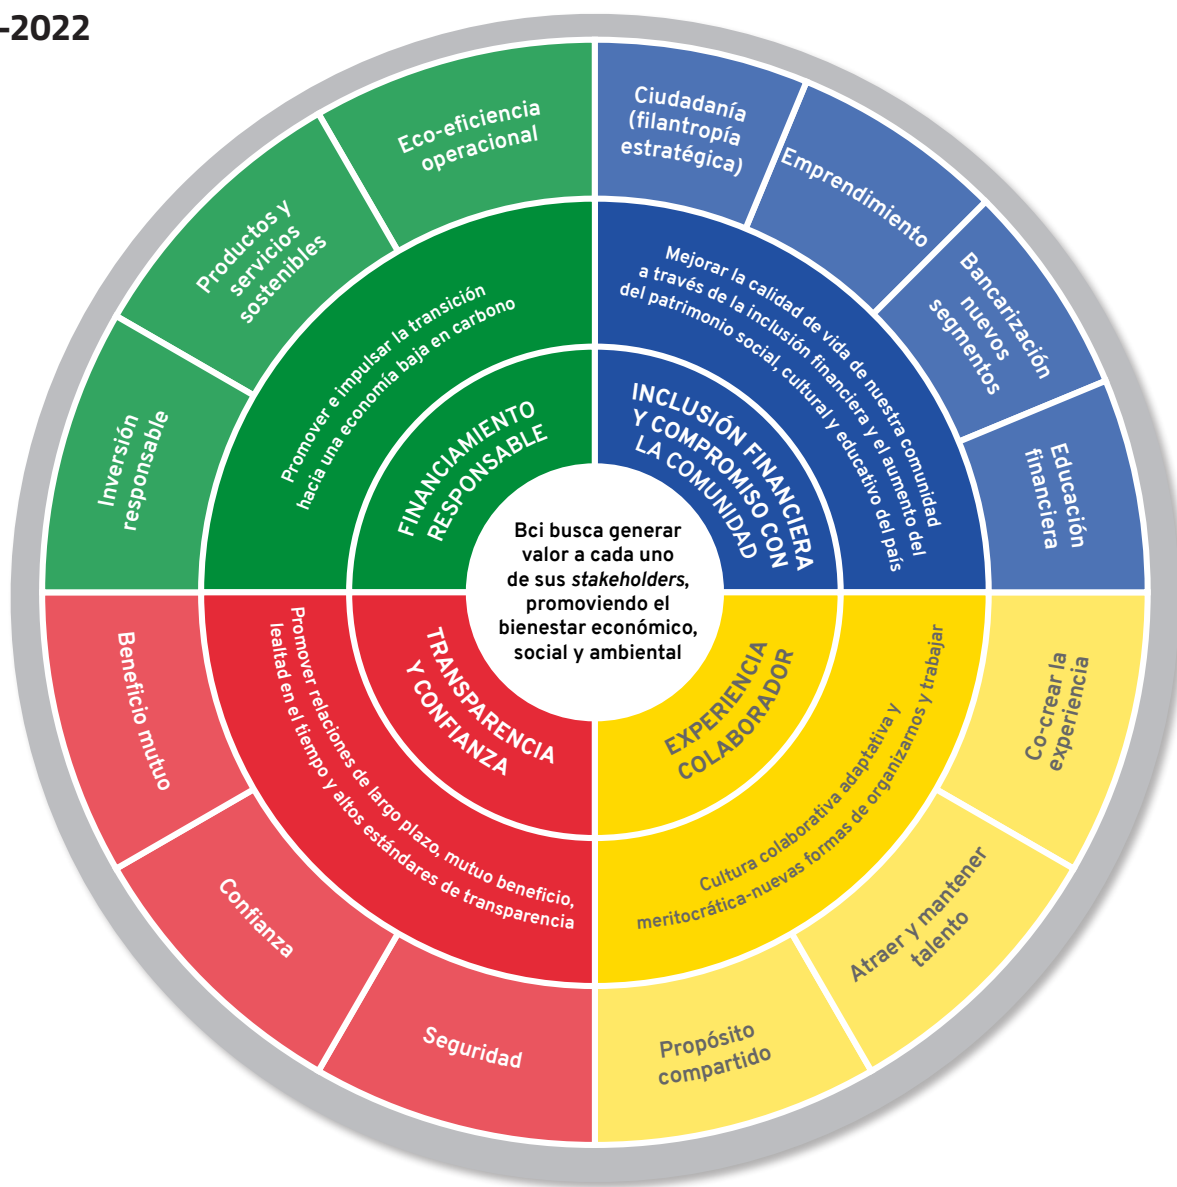 -2022
Eco-eficiencia
operacional
Productos y
servicios
sostenibles
Inversión
responsable
Promover e impulsar la transición
hacia una economía baja en carbono
FINANCIAMIENTO
RESPONSABLE
Ciudadanía
(filantropía
estratégica)
Emprendimiento
Bancarización
nuevos
segmentos
Educación
financiera
Mejorar la calidad de vida de nuestra comunidad
a través de la inclusión financiera y el aumento del
del patrimonio social, cultural y educativo del país
INCLUSIÓN FINANCIERA
Y COMPROMISO CON
LA COMUNIDAD
Bci busca generar
valor a cada uno
de sus stakeholders,
promoviendo el
bienestar económico,
social y ambiental
TRANSPARENCIA
Y CONFIANZA
Promover relaciones de largo plazo, mutuo beneficio,
lealtad en el tiempo y altos estándares de transparencia
Beneficio mutuo
Confianza
Seguridad
EXPERIENCIA
COLABORADOR
Cultura colaborativa adaptativa y
meritocrática-nuevas formas de organizarnos y trabajar
Co-crear la
experiencia
Atraer y mantener
talento
Propósito
compartido